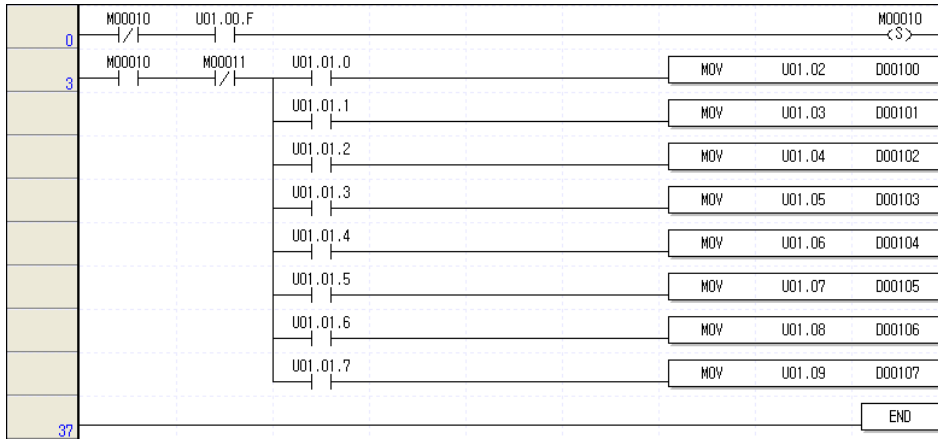 M00010 U01.00.F M00010
0 S
M00010 M00011 U01.01.0
3 MOV U01.02 D00100
U01.01.1
MOV U01.03 D00101
U01.01.2
MOV U01.04 D00102
U01.01.3
MOV U01.05 D00103
U01.01.4
MOV U01.06 D00104
U01.01.5
MOV U01.07 D00105
U01.01.6
MOV U01.08 D00106
U01.01.7
MOV U01.09 D00107
37 END